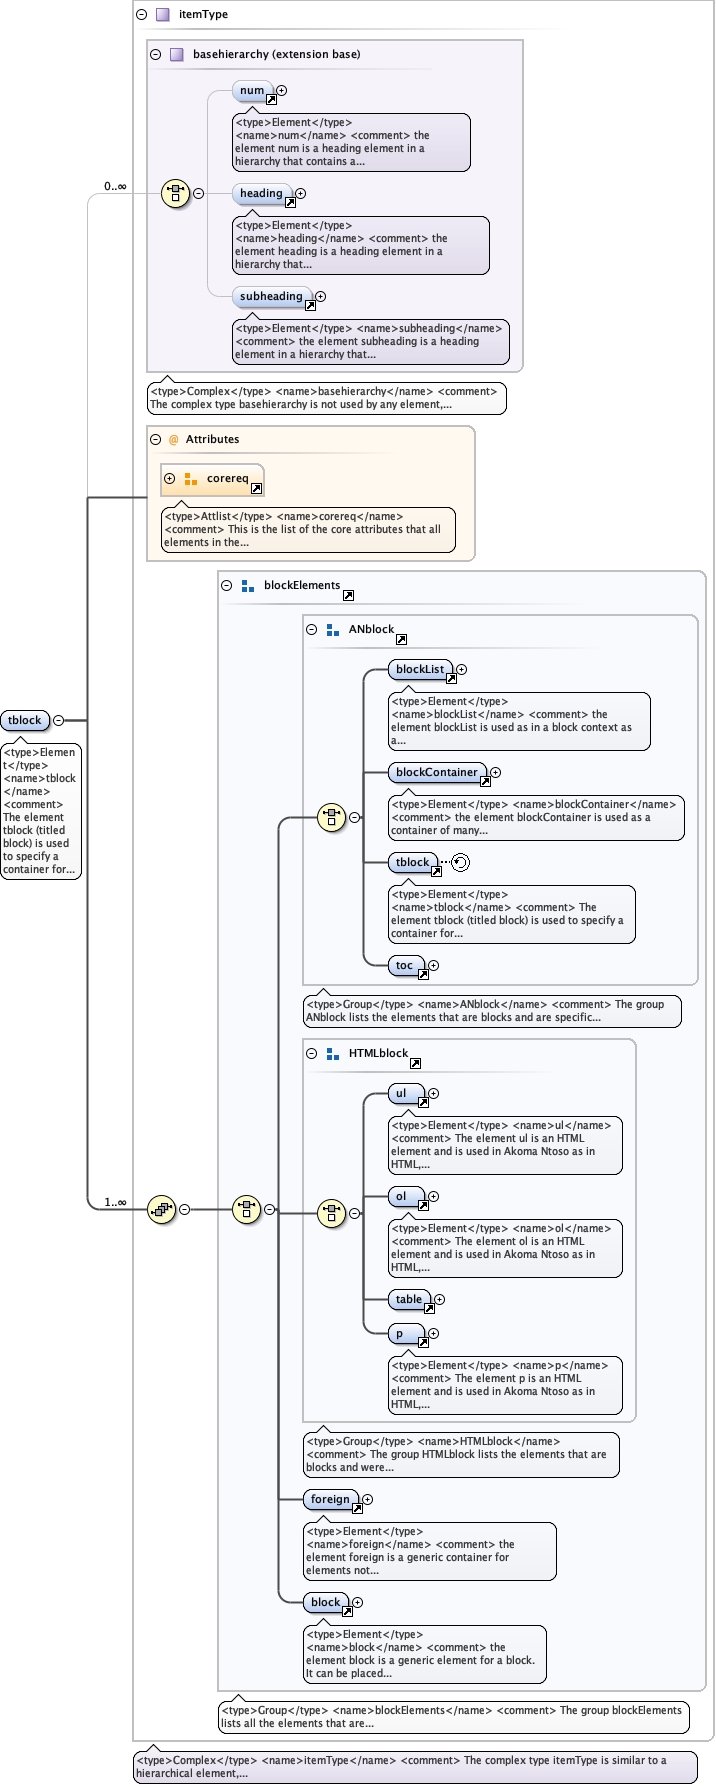 itemType
basehierarchy (extension base)
num
<type>Element</type>
<name>num</name> <comment> the
element num is a heading element in a
hierarchy that contains a...
0..∞
heading
<type>Element</type>
<name>heading</name> <comment> the
element heading is a heading element in a
hierarchy that...
subheading
<type>Element</type> <name>subheading</name>
<comment> the element subheading is a heading
element in a hierarchy that...
<type>Complex</type> <name>basehierarchy</name> <comment>
The complex type basehierarchy is not used by any element,...
@ Attributes
corereq
<type>Attlist</type> <name>corereq</name>
<comment> This is the list of the core attributes that all
elements in the...
blockElements
ANblock
blockList
<type>Element</type>
<name>blockList</name> <comment> the
element blockList is used as in a block context as
a...
tblock
<type>Elemen
t</type>
<name>tblock
</name>
<comment>
The element
tblock (titled
block) is used
to specify a
container for...
blockContainer
<type>Element</type> <name>blockContainer</name>
<comment> the element blockContainer is used as a
container of many...
tblock
<type>Element</type>
<name>tblock</name> <comment> The
element tblock (titled block) is used to specify a
container for...
toc
<type>Group</type> <name>ANblock</name> <comment> The group
ANblock lists the elements that are blocks and are specific...
HTMLblock
ul
<type>Element</type> <name>ul</name>
<comment> The element ul is an HTML
element and is used in Akoma Ntoso as in
HTML,...
1..∞
ol
<type>Element</type> <name>ol</name>
<comment> The element ol is an HTML
element and is used in Akoma Ntoso as in
HTML,...
table
p
<type>Element</type> <name>p</name>
<comment> The element p is an HTML
element and is used in Akoma Ntoso as in
HTML,...
<type>Group</type> <name>HTMLblock</name>
<comment> The group HTMLblock lists the elements that are
blocks and were...
foreign
<type>Element</type>
<name>foreign</name> <comment> the
element foreign is a generic container for
elements not...
block
<type>Element</type>
<name>block</name> <comment> the
element block is a generic element for a block.
It can be placed...
<type>Group</type> <name>blockElements</name> <comment> The group blockElements
lists all the elements that are...
<type>Complex</type> <name>itemType</name> <comment> The complex type itemType is similar to a
hierarchical element,...